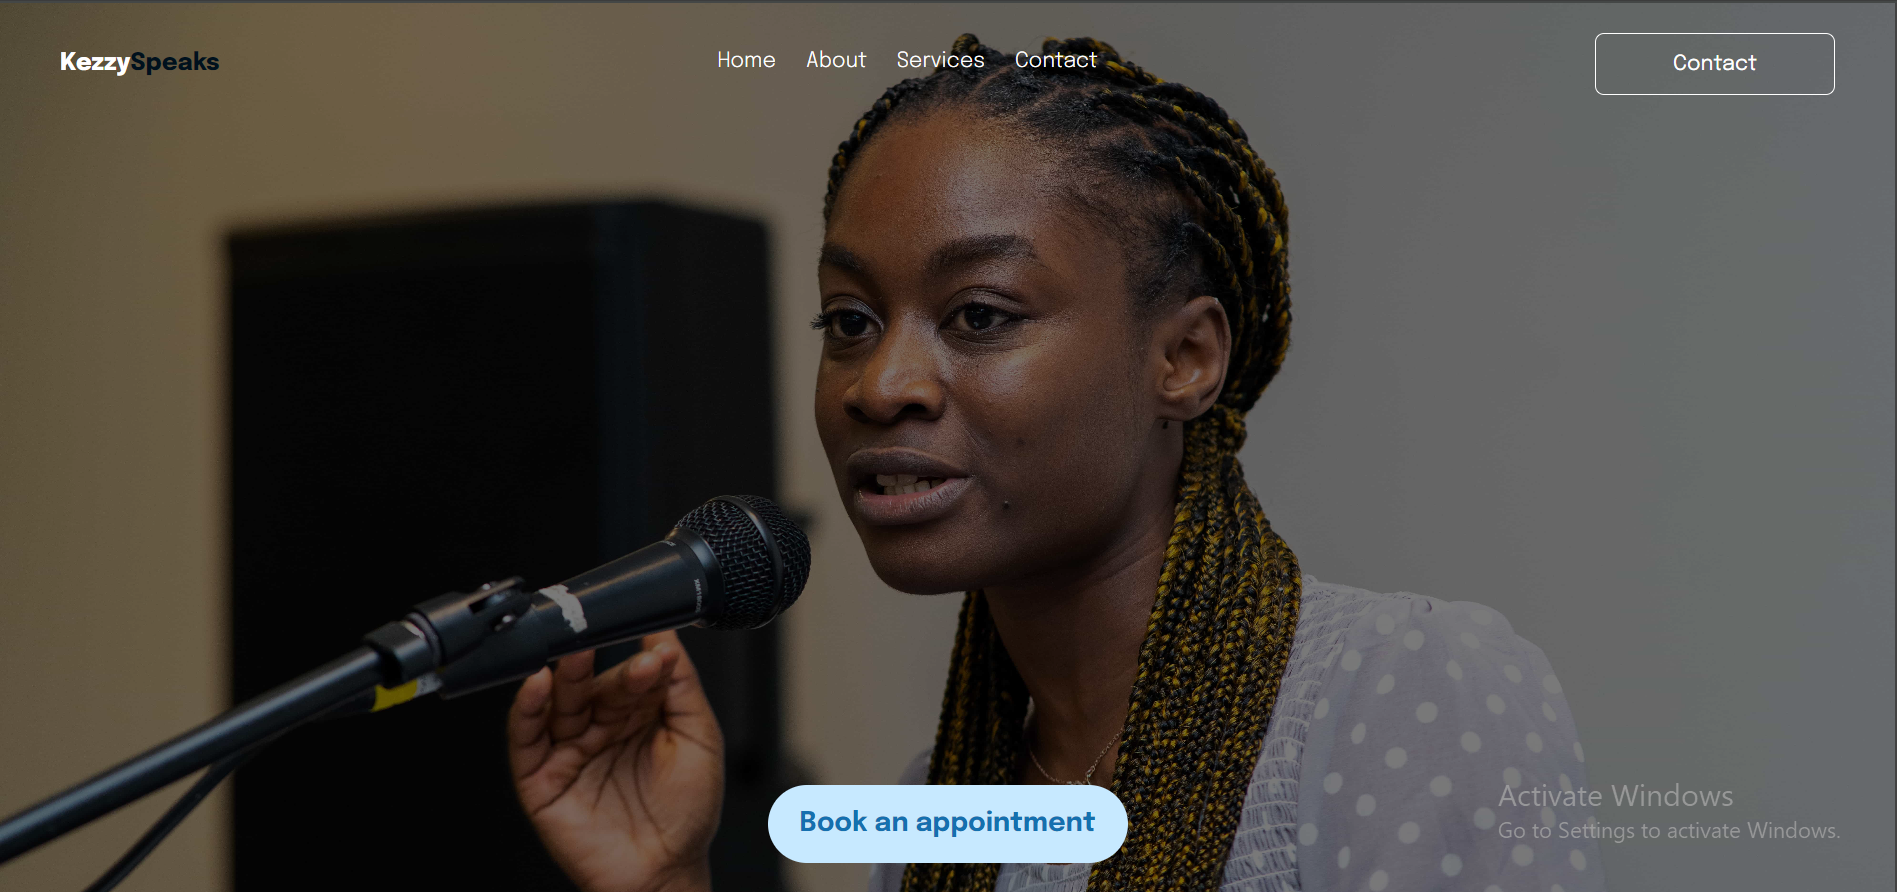 KezzySpeaks
Home About Services Contact
Contact
Book an appointment
Activate Windows
Go to Settings to activate Windows.